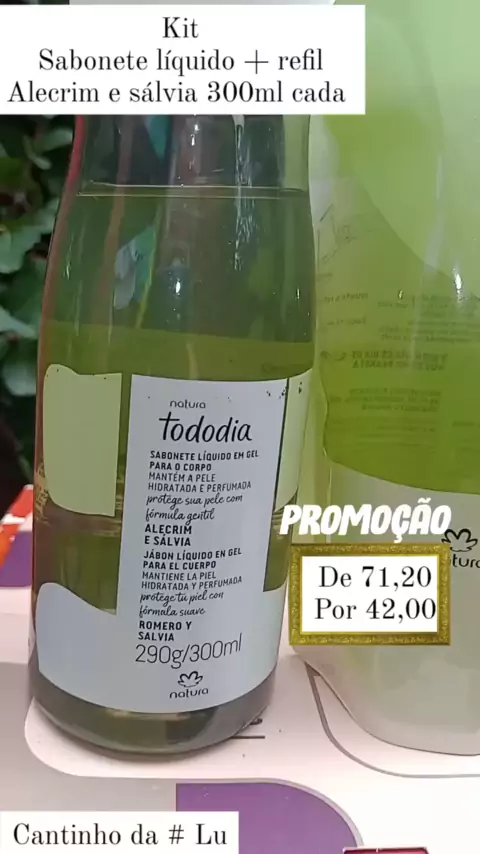 Kit
Sabonete líquido + refil
Alecrim e sálvia 300ml cada
natura
tododia
SABONETE LÍQUIDO EM GEL
PARA O CORPO
MANTÉM A PELE
HIDRATADA E PERFUMADA
protege sua pele com
fórmula gentil
ALECRIM
E SÁLVIA
JABÓN LÍQUIDO EN GEL
PARA EL CUERPO
MANTIENE LA PIEL
HIDRATADA Y PERFUMADA
protege tu piel con
fórmula suave
ROMERO Y
SALVIA
290g/300ml
natura
PROMOÇÃO
De 71,20
Por 42,00
Cantinho da # Lu